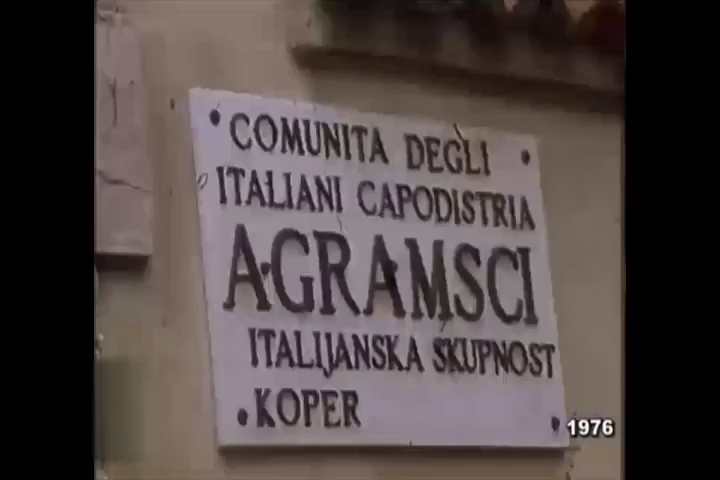 COMUNITA DEGLI
ITALIANI CAPODISTRIA
A·GRAMSCI
ITALIJANSKA SKUPNOST
KOPER
1976